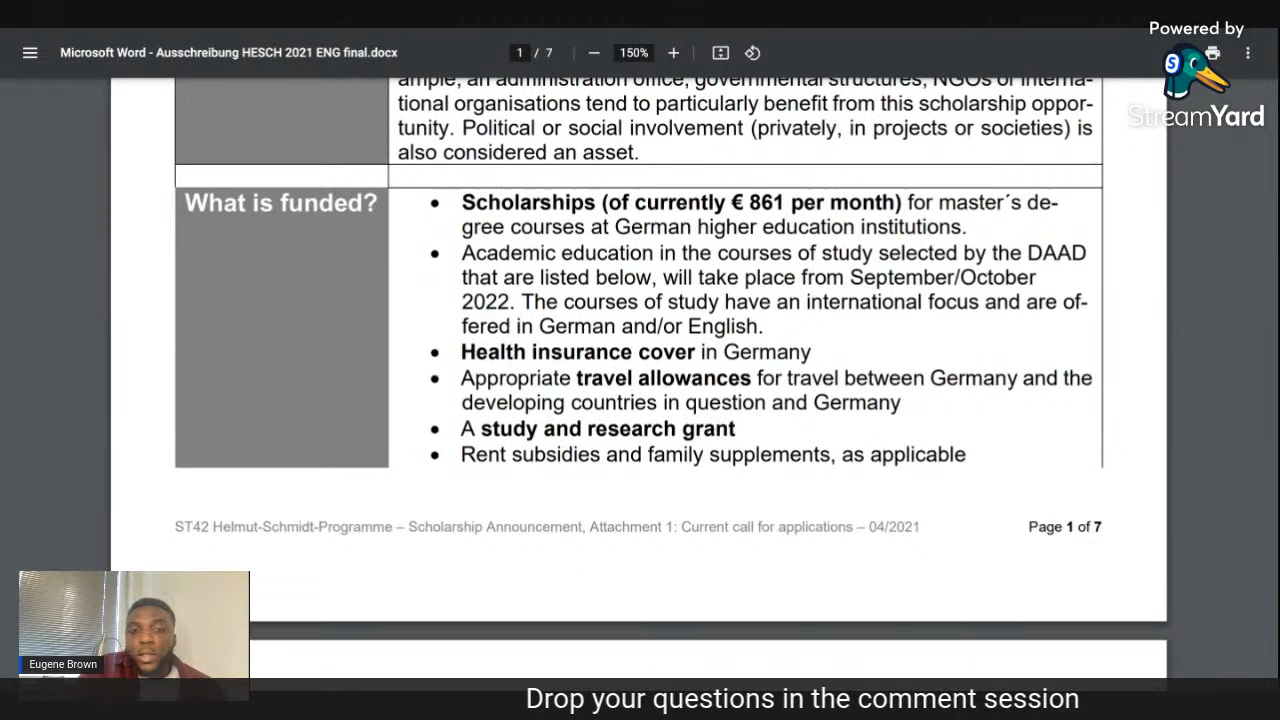 Powered by
StreamYard
Microsoft Word - Ausschreibung HESCH 2021 ENG final.docx
1 / 7
150%
ample, an administration office, governmental structures, NGOs or interna-
tional organisations tend to particularly benefit from this scholarship oppor-
tunity. Political or social involvement (privately, in projects or societies) is
also considered an asset.
What is funded?
• Scholarships (of currently € 861 per month) for master´s de-
gree courses at German higher education institutions.
• Academic education in the courses of study selected by the DAAD
that are listed below, will take place from September/October
2022. The courses of study have an international focus and are of-
fered in German and/or English.
• Health insurance cover in Germany
• Appropriate travel allowances for travel between Germany and the
developing countries in question and Germany
• A study and research grant
• Rent subsidies and family supplements, as applicable
ST42 Helmut-Schmidt-Programme – Scholarship Announcement, Attachment 1: Current call for applications – 04/2021
Page 1 of 7
Eugene Brown
Drop your questions in the comment session